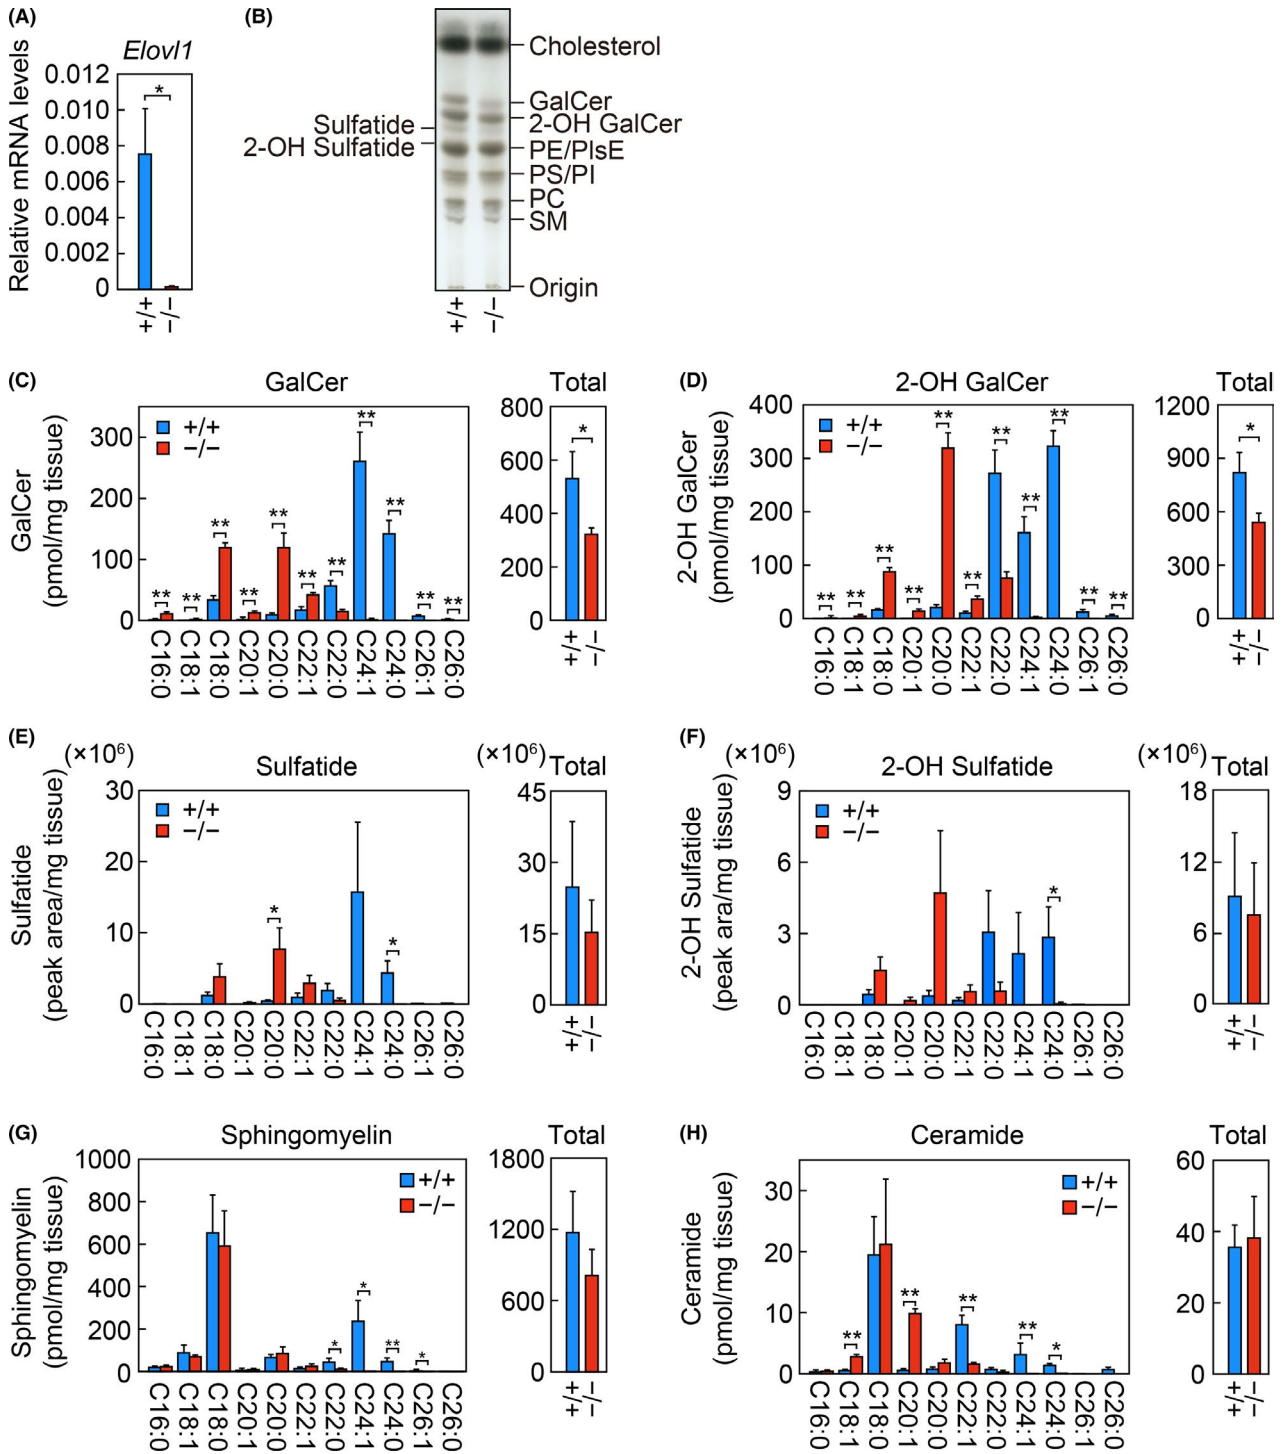 (A)
Elovl1
Relative mRNA levels
0.012
0.010
0.008
0.006
0.004
0.002
0
*
+/+
−/−
(B)
Cholesterol
GalCer
2-OH GalCer
PE/PlsE
PS/PI
PC
SM
Origin
Sulfatide
2-OH Sulfatide
+/+
−/−
(C)
GalCer
GalCer
(pmol/mg tissue)
300
200
100
0
+/+
−/−
** ** ** ** ** ** ** ** ** ** **
C16:0 C18:1 C18:0 C20:1 C20:0 C22:1 C22:0 C24:1 C24:0 C26:1 C26:0
Total
800
600
400
200
0
*
+/+
−/−
(D)
2-OH GalCer
2-OH GalCer
(pmol/mg tissue)
400
300
200
100
0
+/+
−/−
** ** ** ** ** ** ** ** ** ** **
C16:0 C18:1 C18:0 C20:1 C20:0 C22:1 C22:0 C24:1 C24:0 C26:1 C26:0
Total
1200
900
600
300
0
*
+/+
−/−
(E)
(×10⁶)
Sulfatide
Sulfatide
(peak area/mg tissue)
30
20
10
0
+/+
−/−
* *
C16:0 C18:1 C18:0 C20:1 C20:0 C22:1 C22:0 C24:1 C24:0 C26:1 C26:0
(×10⁶) Total
45
30
15
0
+/+
−/−
(F)
(×10⁶)
2-OH Sulfatide
2-OH Sulfatide
(peak ara/mg tissue)
9
6
3
0
+/+
−/−
*
C16:0 C18:1 C18:0 C20:1 C20:0 C22:1 C22:0 C24:1 C24:0 C26:1 C26:0
(×10⁶) Total
18
12
6
0
+/+
−/−
(G)
Sphingomyelin
Sphingomyelin
(pmol/mg tissue)
1000
800
600
400
200
0
+/+
−/−
* * ** *
C16:0 C18:1 C18:0 C20:1 C20:0 C22:1 C22:0 C24:1 C24:0 C26:1 C26:0
Total
1800
1200
600
0
+/+
−/−
(H)
Ceramide
Ceramide
(pmol/mg tissue)
30
20
10
0
+/+
−/−
** ** ** ** *
C16:0 C18:1 C18:0 C20:1 C20:0 C22:1 C22:0 C24:1 C24:0 C26:1 C26:0
Total
60
40
20
0
+/+
−/−